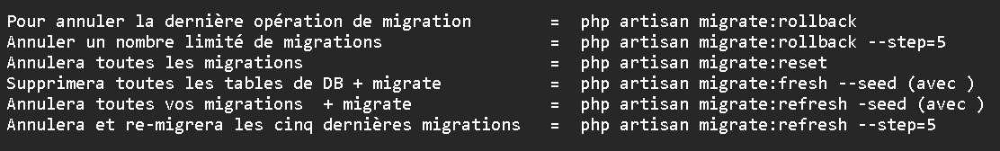 Pour annuler la dernière opération de migration = php artisan migrate:rollback
Annuler un nombre limité de migrations = php artisan migrate:rollback --step=5
Annulera toutes les migrations = php artisan migrate:reset
Supprimera toutes les tables de DB + migrate = php artisan migrate:fresh --seed (avec )
Annulera toutes vos migrations + migrate = php artisan migrate:refresh -seed (avec )
Annulera et re-migrera les cinq dernières migrations = php artisan migrate:refresh --step=5